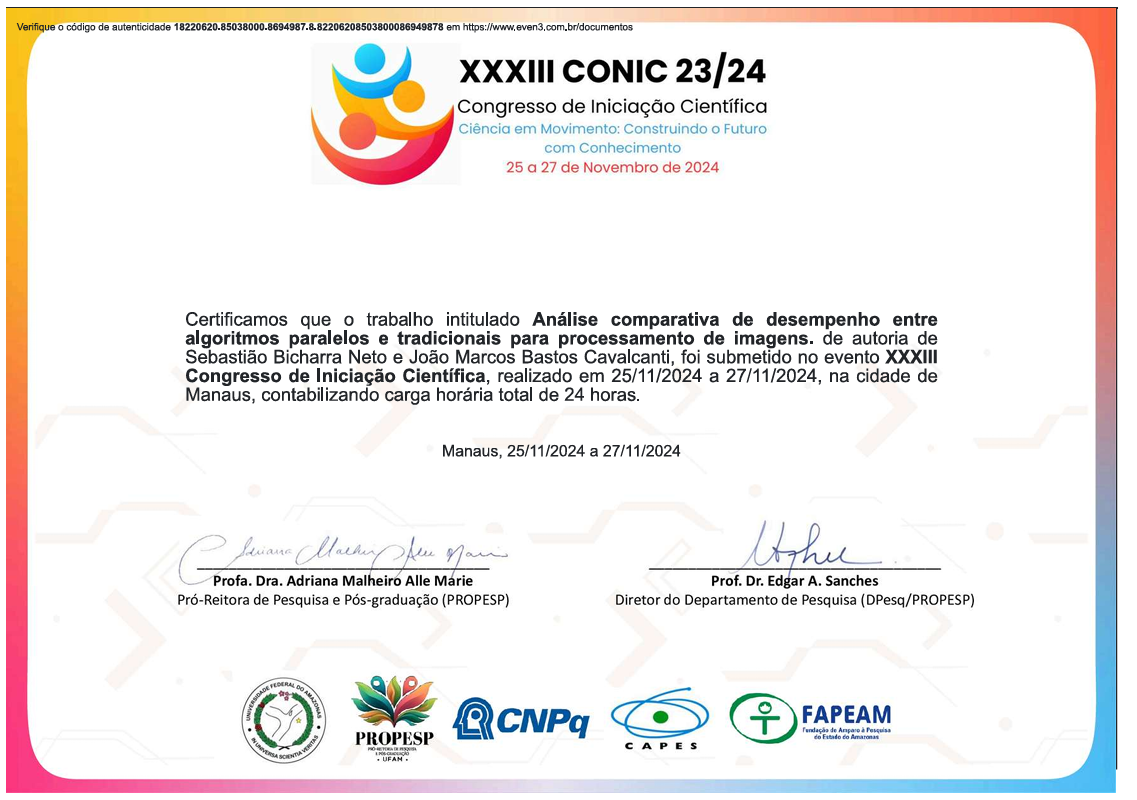 Verifique o código de autenticidade 18220620.85038000.8694987.8.82206208503800086949878 em https://www.even3.com.br/documentos
XXXIII CONIC 23/24
Congresso de Iniciação Científica
Ciência em Movimento: Construindo o Futuro
com Conhecimento
25 a 27 de Novembro de 2024
Certificamos que o trabalho intitulado Análise comparativa de desempenho entre
algoritmos paralelos e tradicionais para processamento de imagens. de autoria de
Sebastião Bicharra Neto e João Marcos Bastos Cavalcanti, foi submetido no evento XXXIII
Congresso de Iniciação Científica, realizado em 25/11/2024 a 27/11/2024, na cidade de
Manaus, contabilizando carga horária total de 24 horas.
Manaus, 25/11/2024 a 27/11/2024
Profa. Dra. Adriana Malheiro Alle Marie
Pró-Reitora de Pesquisa e Pós-graduação (PROPESP)
Prof. Dr. Edgar A. Sanches
Diretor do Departamento de Pesquisa (DPesq/PROPESP)
UNIVERSIDADE FEDERAL DO AMAZONAS
IN UNIVERSA SCIENTIA VERITAS
PROPESP
PRÓ-REITORIA DE PESQUISA
E PÓS-GRADUAÇÃO
• UFAM •
CNPq
CAPES
FAPEAM
Fundação de Amparo à Pesquisa
do Estado do Amazonas